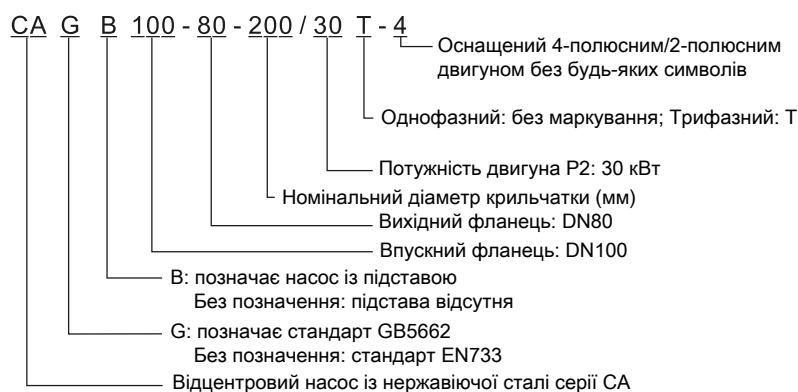 CA G B 100 - 80 - 200 / 30 T - 4
Оснащений 4-полюсним/2-полюсним
двигуном без будь-яких символів
Однофазний: без маркування; Трифазний: Т
Потужність двигуна P2: 30 кВт
Номінальний діаметр крильчатки (мм)
Вихідний фланець: DN80
Впускний фланець: DN100
B: позначає насос із підставою
Без позначення: підстава відсутня
G: позначає стандарт GB5662
Без позначення: стандарт EN733
Відцентровий насос із нержавіючої сталі серії CA